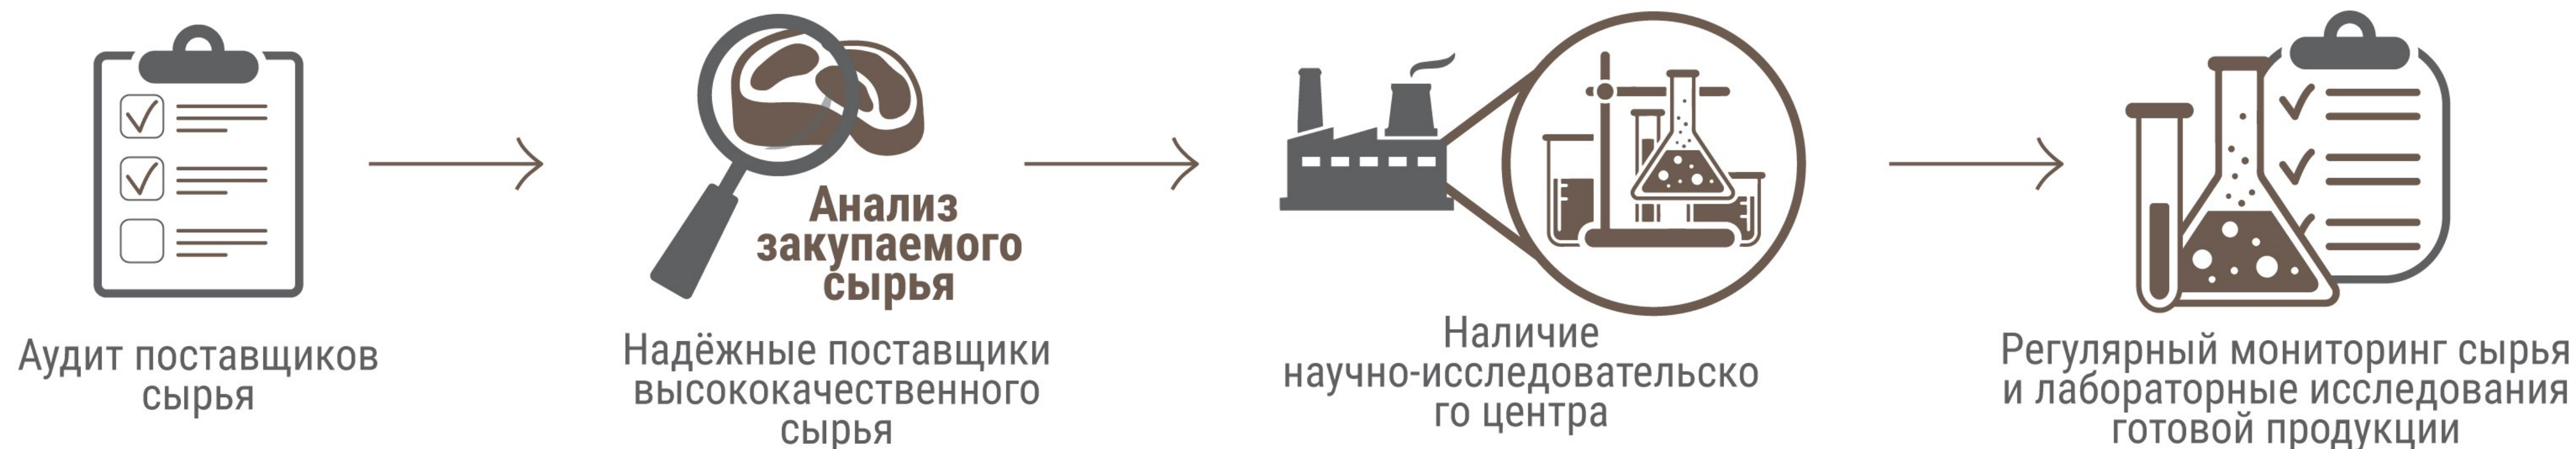 Аудит поставщиков
сырья
Анализ
закупаемого
сырья
Надёжные поставщики
высококачественного
сырья
Наличие
научно-исследовательско
го центра
Регулярный мониторинг сырья
и лабораторные исследования
готовой продукции